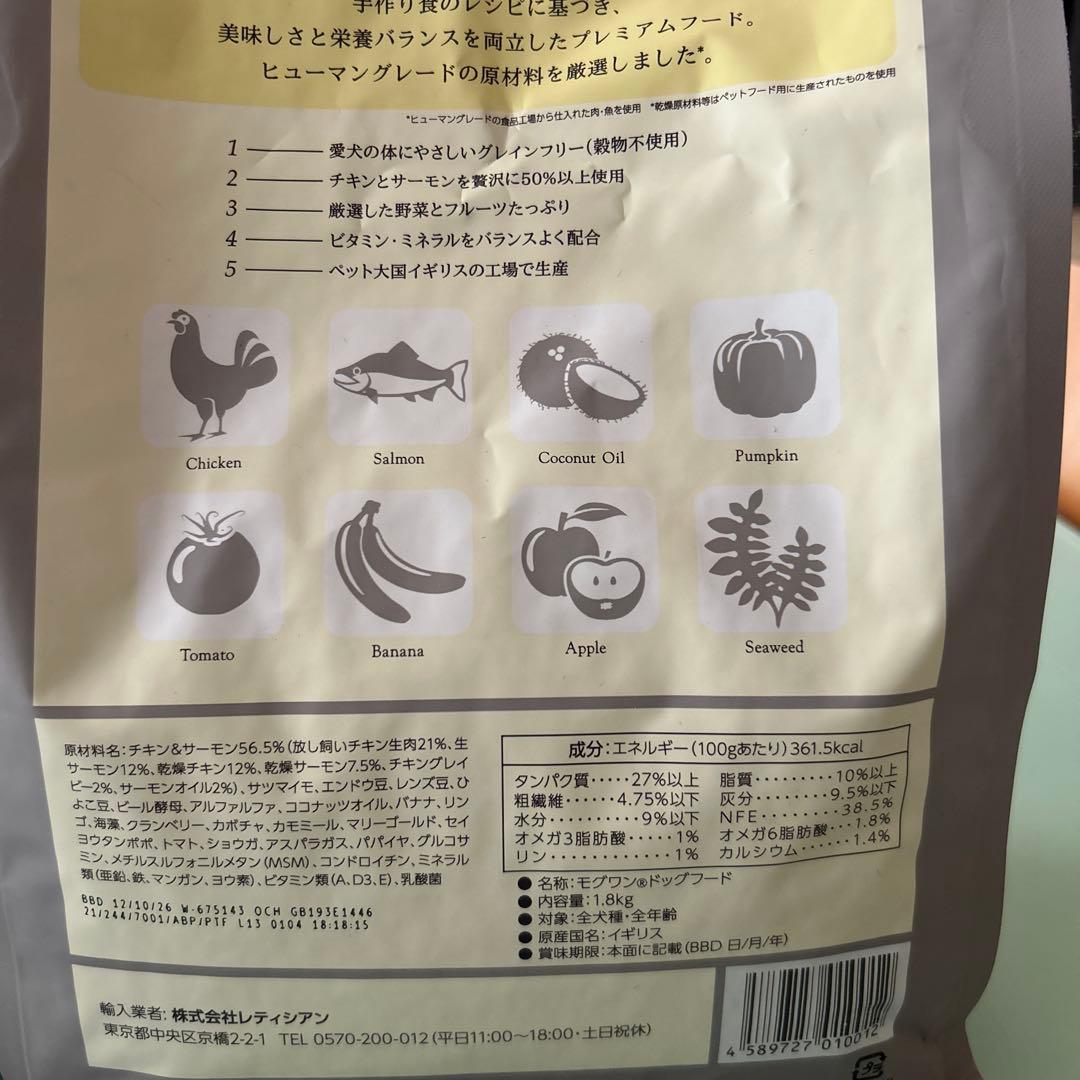 手作り食のレシピに基づき、
美味しさと栄養バランスを両立したプレミアムフード。
ヒューマングレードの原材料を厳選しました*。
*ヒューマングレードの食品工場から仕入れた肉・魚を使用 *乾燥原材料等はペットフード用に生産されたものを使用
1 愛犬の体にやさしいグレインフリー(穀物不使用)
2 チキンとサーモンを贅沢に50%以上使用
3 厳選した野菜とフルーツたっぷり
4 ビタミン・ミネラルをバランスよく配合
5 ペット大国イギリスの工場で生産
Chicken Salmon Coconut Oil Pumpkin
Tomato Banana Apple Seaweed
原材料名:チキン&サーモン56.5%(放し飼いチキン生肉21%、生
サーモン12%、乾燥チキン12%、乾燥サーモン7.5%、チキングレイ
ビー2%、サーモンオイル2%)、サツマイモ、エンドウ豆、レンズ豆、ひ
よこ豆、ビール酵母、アルファルファ、ココナッツオイル、バナナ、リン
ゴ、海藻、クランベリー、カボチャ、カモミール、マリーゴールド、セイ
ヨウタンポポ、トマト、ショウガ、アスパラガス、パパイヤ、グルコサ
ミン、メチルスルフォニルメタン(MSM)、コンドロイチン、ミネラル
類(亜鉛、鉄、マンガン、ヨウ素)、ビタミン類(A、D3、E)、乳酸菌
BBD 12/10/26 W-675143 OCH GB193E1446
21/244/7001/ABP/PTF L13 0104 18:18:15
成分:エネルギー(100gあたり)361.5kcal
タンパク質・・・・・27%以上 脂質・・・・・・・・・10%以上
粗繊維・・・・・・4.75%以下 灰分・・・・・・・・9.5%以下
水分・・・・・・・・・9%以下 NFE・・・・・・・・・38.5%
オメガ3脂肪酸・・・・・1% オメガ6脂肪酸・・・1.8%
リン・・・・・・・・・・・・・1% カルシウム・・・・・・1.4%
● 名称:モグワン®ドッグフード
● 内容量:1.8kg
● 対象:全犬種・全年齢
● 原産国名:イギリス
● 賞味期限:本面に記載(BBD 日/月/年)
輸入業者:株式会社レティシアン
東京都中央区京橋2-2-1 TEL 0570-200-012(平日11:00~18:00・土日祝休)
4 589727 010012
プラ